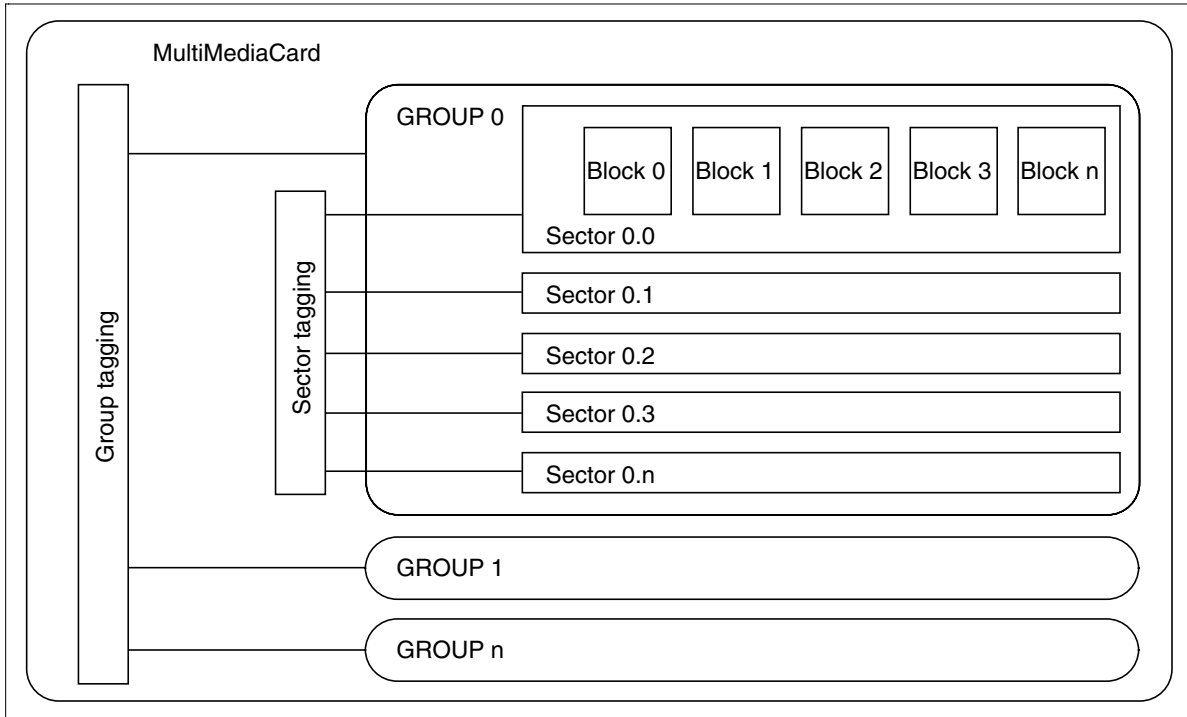 MultiMediaCard
Group tagging
Sector tagging
GROUP 0
Block 0
Block 1
Block 2
Block 3
Block n
Sector 0.0
Sector 0.1
Sector 0.2
Sector 0.3
Sector 0.n
GROUP 1
GROUP n